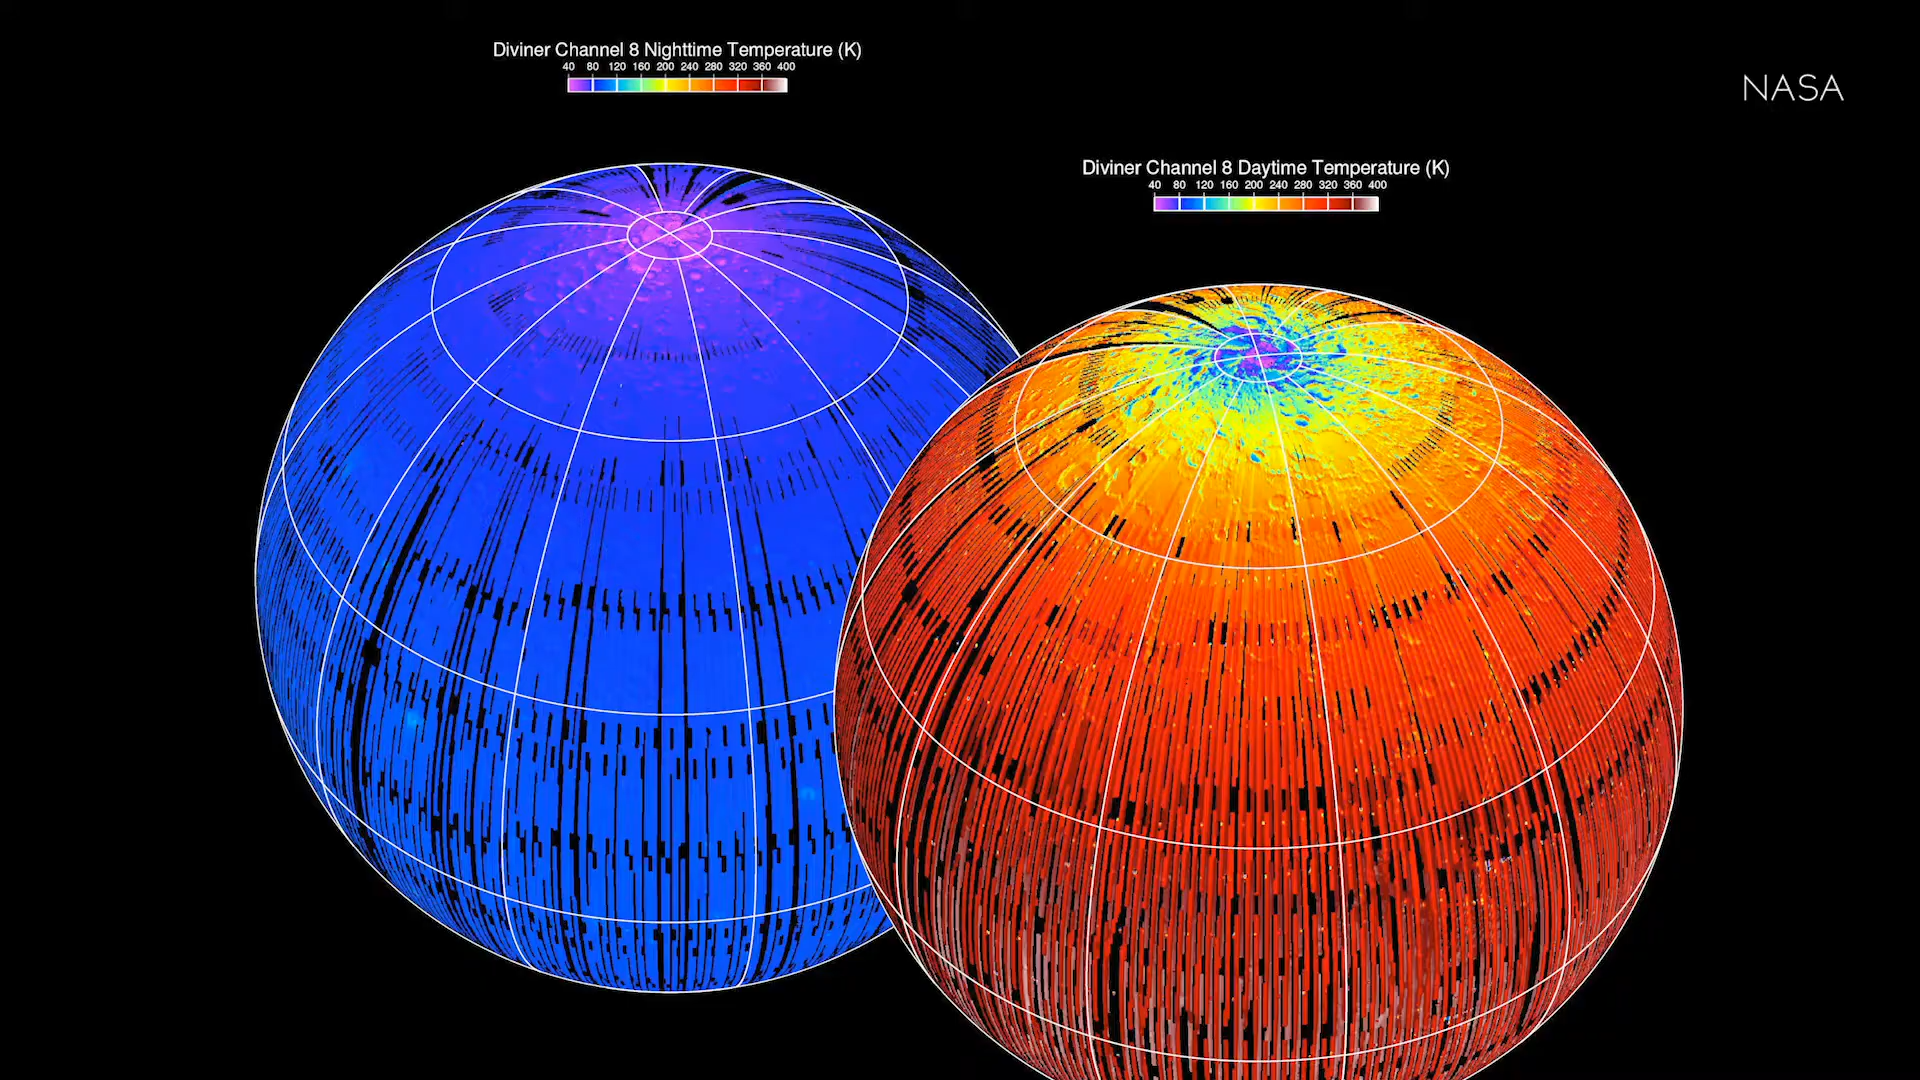 Diviner Channel 8 Nighttime Temperature (K)
40 80 120 160 200 240 280 320 360 400
NASA
Diviner Channel 8 Daytime Temperature (K)
40 80 120 160 200 240 280 320 360 400